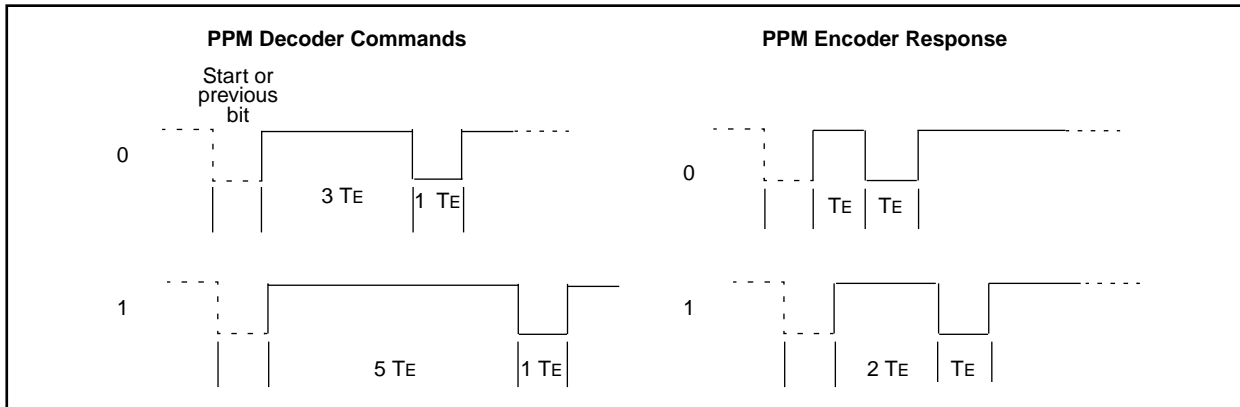 PPM Decoder Commands
Start or
previous
bit
0
3 TE
1 TE
1
5 TE
1 TE
PPM Encoder Response
0
TE
TE
1
2 TE
TE